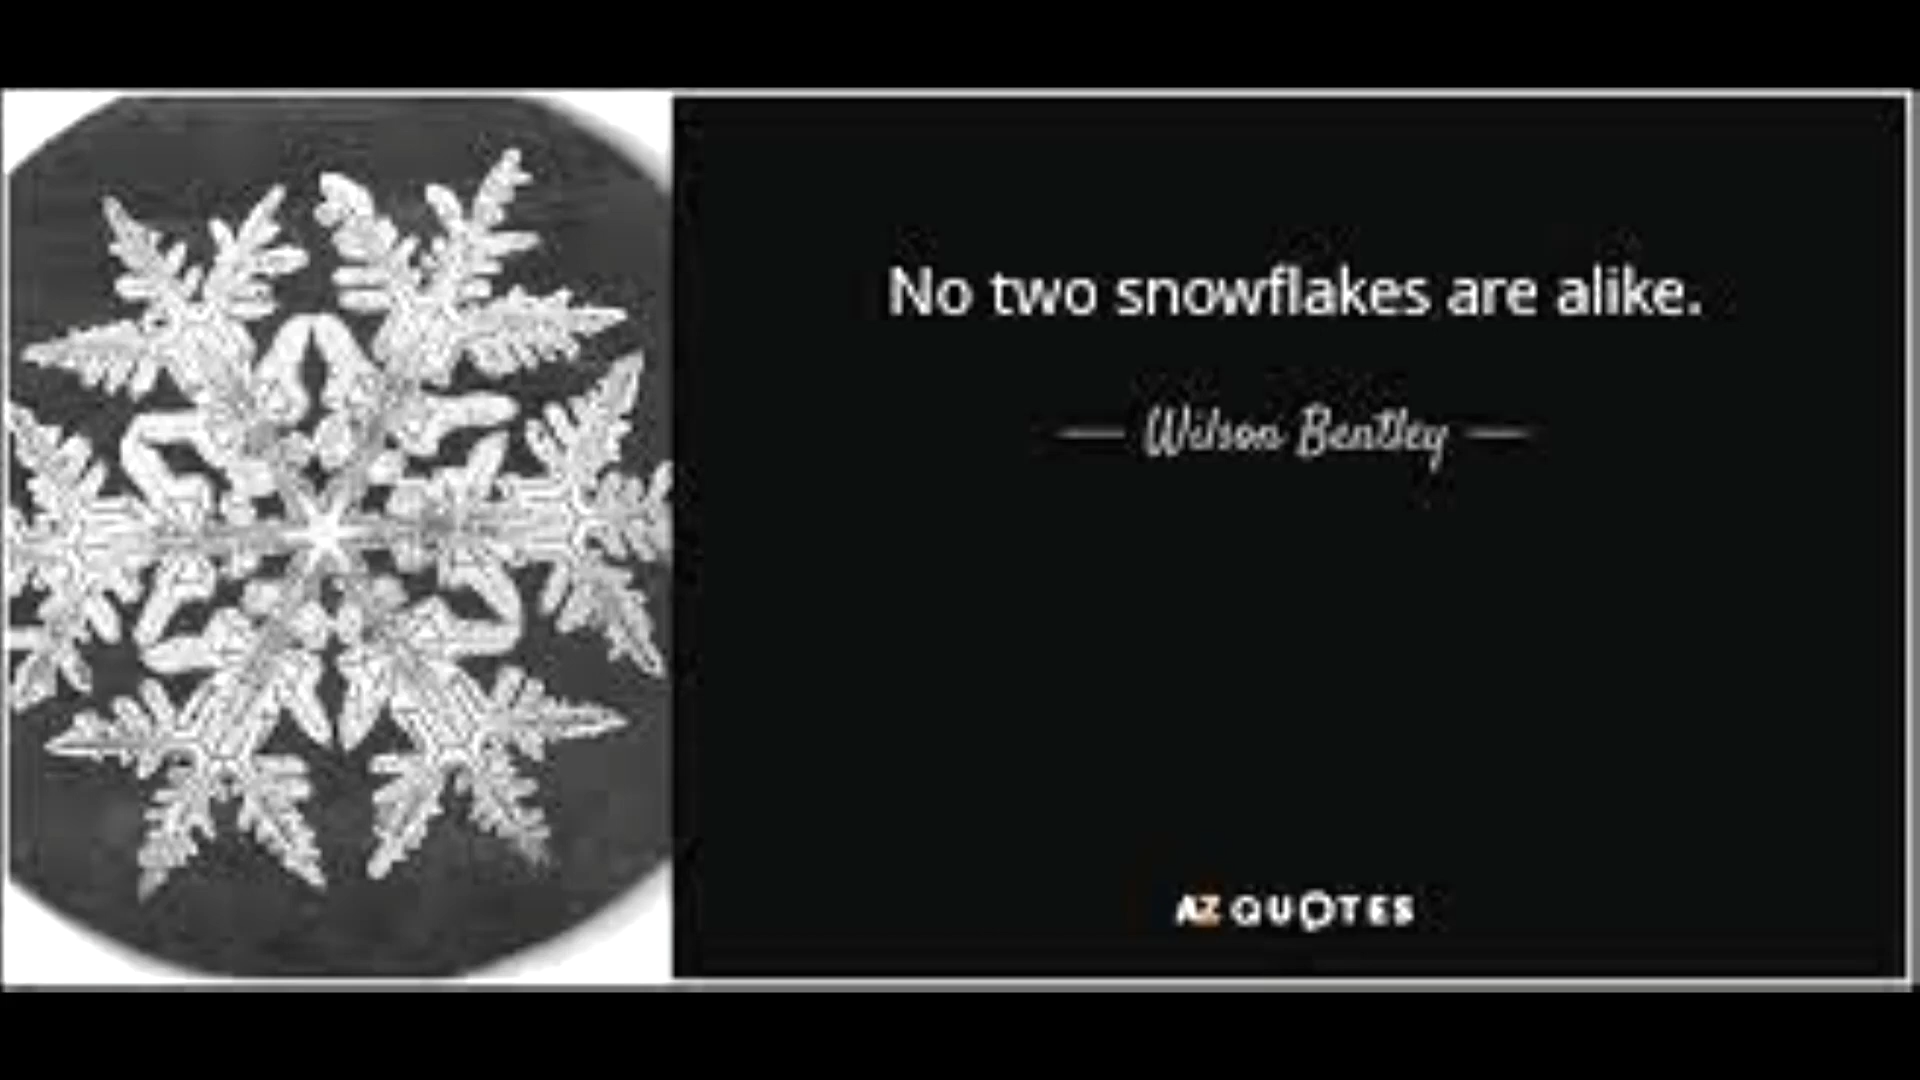 No two snowflakes are alike.
— Wilson Bentley —
AZ QUOTES